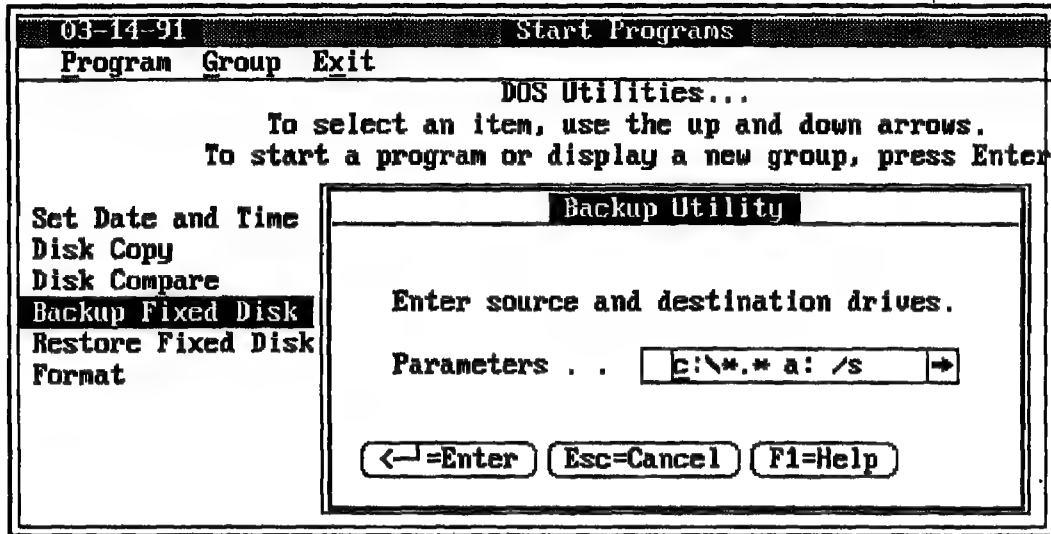 03-14-91 Start Programs
Program Group Exit
DOS Utilities...
To select an item, use the up and down arrows.
To start a program or display a new group, press Enter
Set Date and Time
Disk Copy
Disk Compare
Backup Fixed Disk
Restore Fixed Disk
Format
Backup Utility
Enter source and destination drives.
Parameters . . c:\*.* a: /s →
<─┘=Enter Esc=Cancel F1=Help